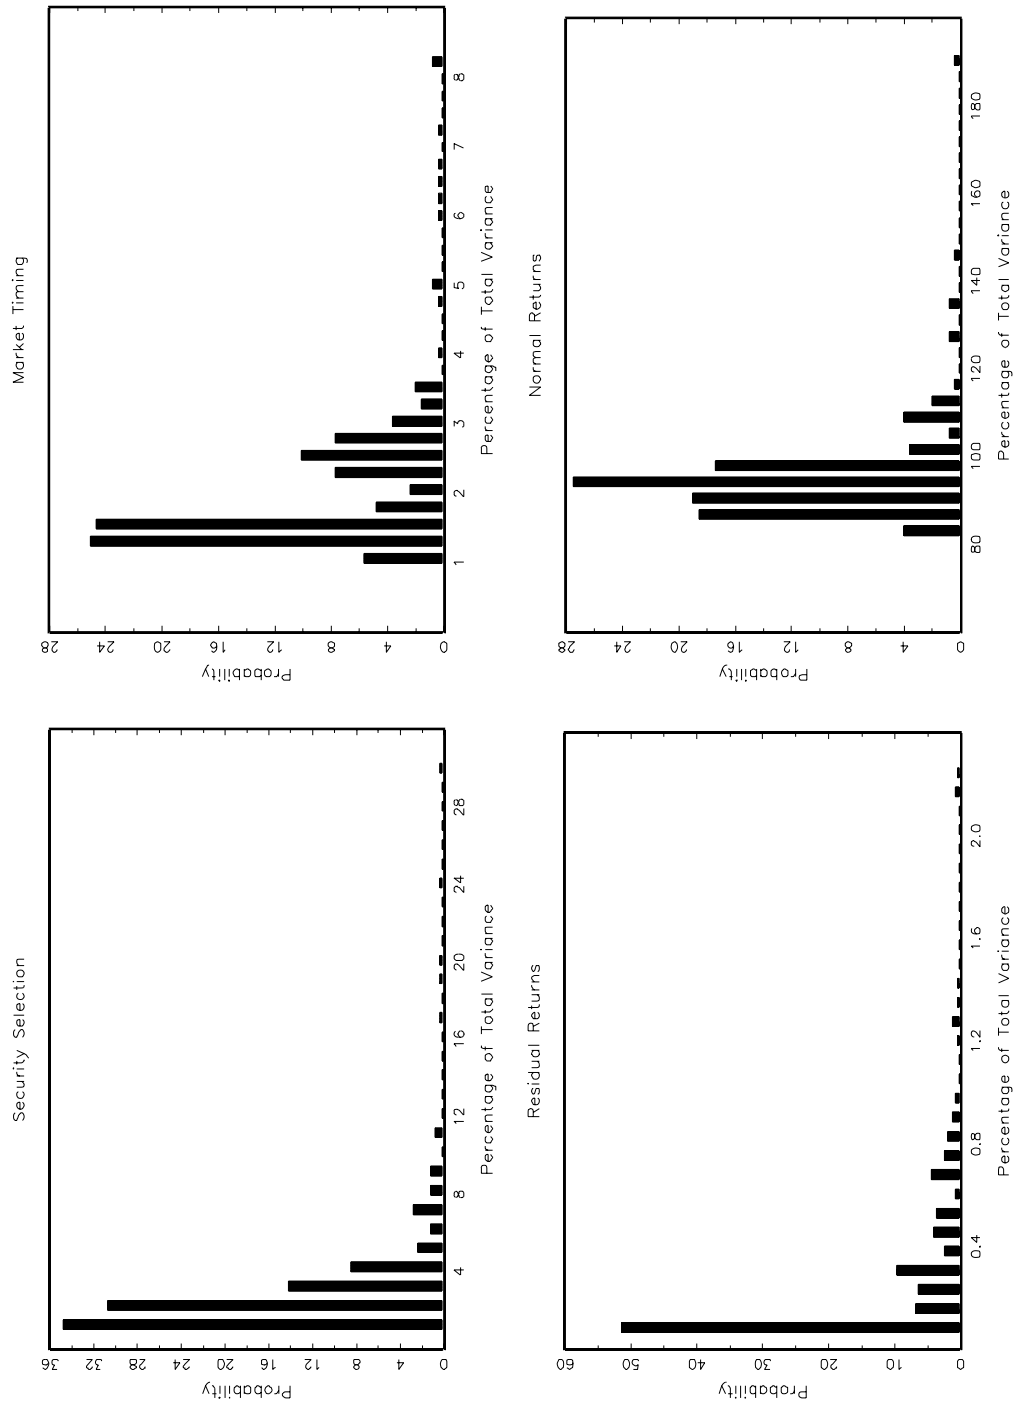 Security Selection
Probability
0 4 8 12 16 20 24 28 32 36
4 8 12 16 20 24 28
Percentage of Total Variance
Market Timing
Probability
0 4 8 12 16 20 24 28
1 2 3 4 5 6 7 8
Percentage of Total Variance
Residual Returns
Probability
0 10 20 30 40 50 60
0.4 0.8 1.2 1.6 2.0
Percentage of Total Variance
Normal Returns
Probability
0 4 8 12 16 20 24 28
80 100 120 140 160 180
Percentage of Total Variance